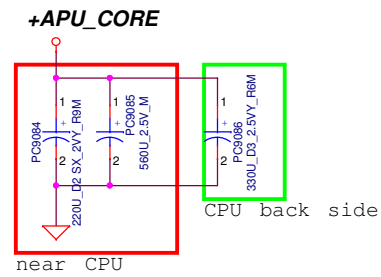 +APU_CORE
1
+
2
PC9084
220U_D2 SX_2VY_R9M
1
+
2
PC9085
560U_2.5V_M
1
+
2
PC9086
330U_D3_2.5VY_R6M
CPU back side
near CPU